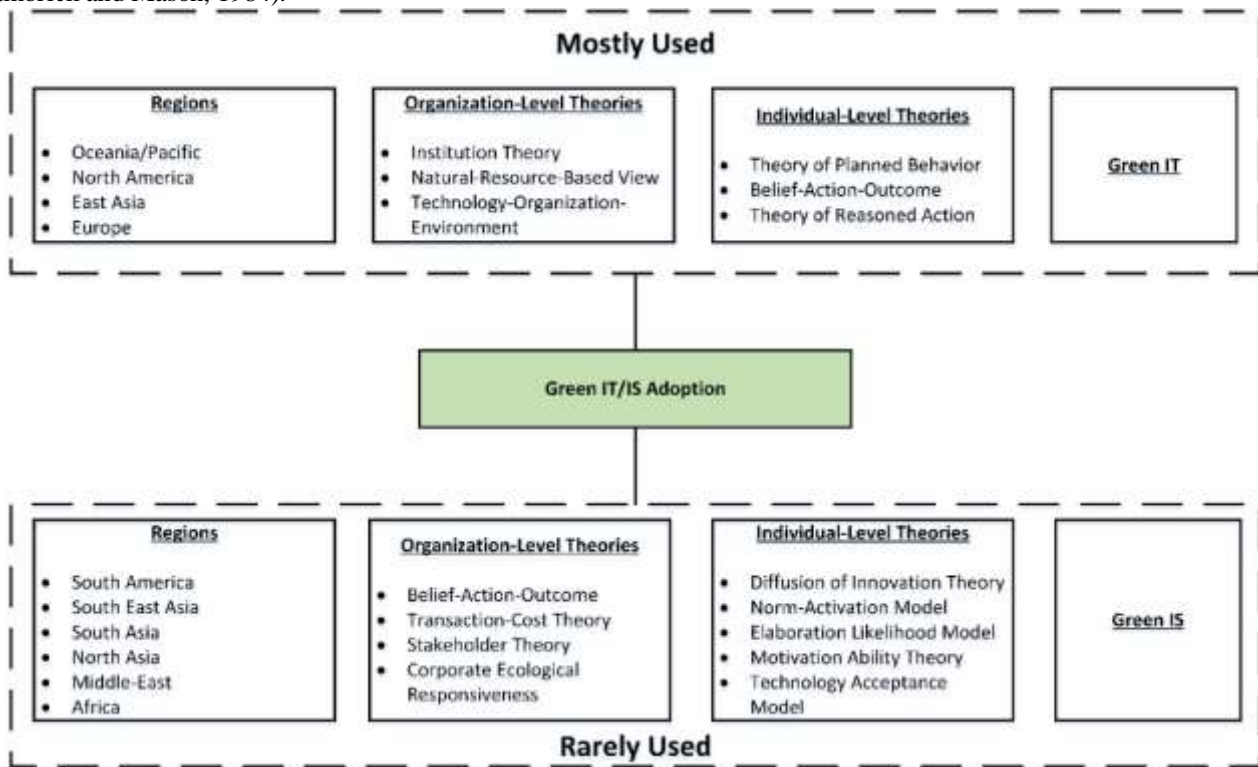 and Mason, 1984).
Mostly Used
Regions
• Oceania/Pacific
• North America
• East Asia
• Europe
Organization-Level Theories
• Institution Theory
• Natural-Resource-Based View
• Technology-Organization-
Environment
Individual-Level Theories
• Theory of Planned Behavior
• Belief-Action-Outcome
• Theory of Reasoned Action
Green IT
Green IT/IS Adoption
Regions
• South America
• South East Asia
• South Asia
• North Asia
• Middle-East
• Africa
Organization-Level Theories
• Belief-Action-Outcome
• Transaction-Cost Theory
• Stakeholder Theory
• Corporate Ecological
Responsiveness
Individual-Level Theories
• Diffusion of Innovation Theory
• Norm-Activation Model
• Elaboration Likelihood Model
• Motivation Ability Theory
• Technology Acceptance
Model
Green IS
Rarely Used